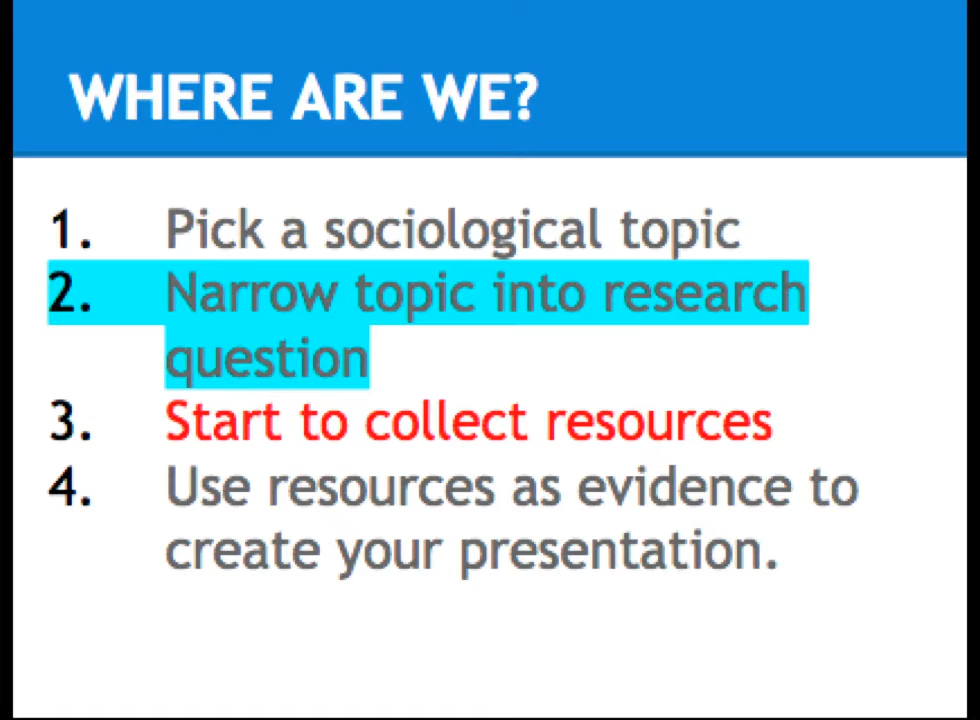 WHERE ARE WE?
1. Pick a sociological topic
2. Narrow topic into research
question
3. Start to collect resources
4. Use resources as evidence to
create your presentation.